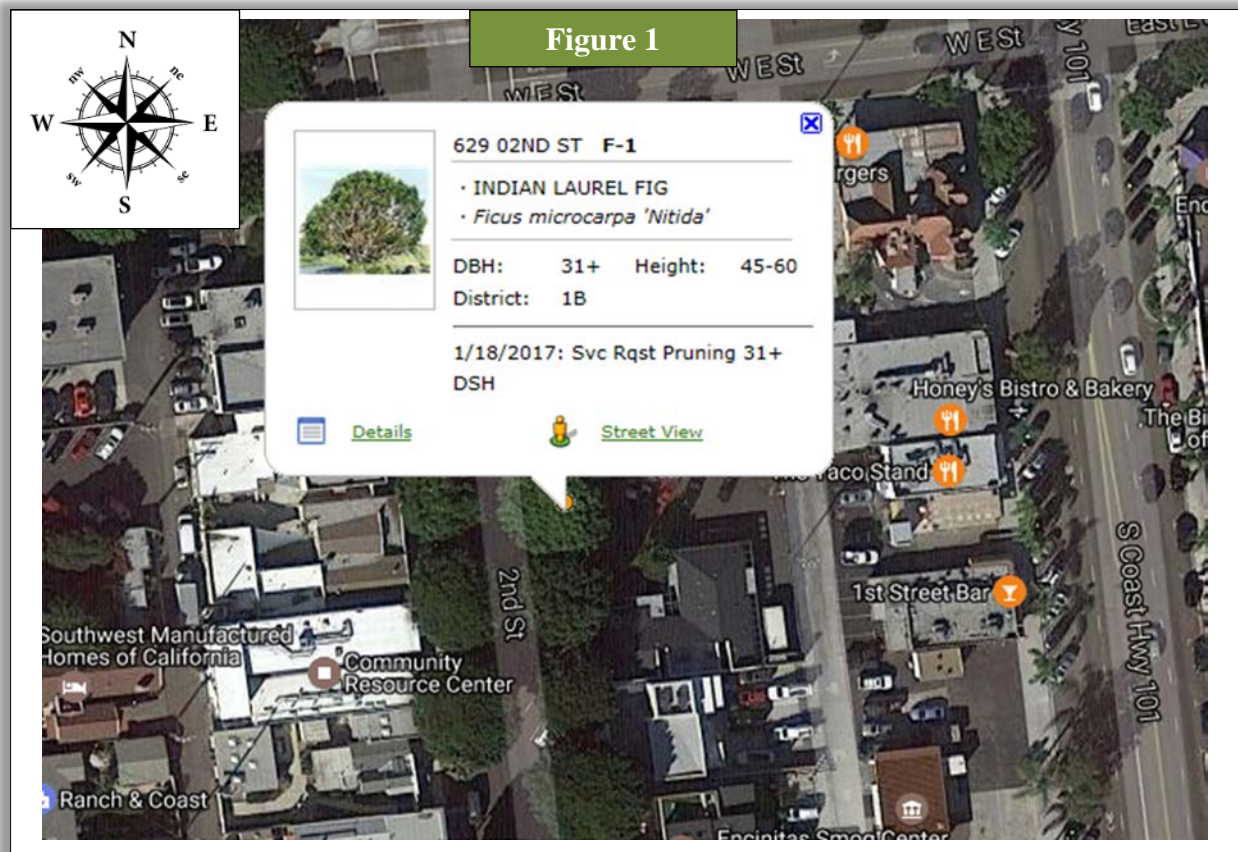 Figure 1
N
nw
ne
W
E
sw
se
S
W E St
W E St
W E St
y 101
East E
629 02ND ST F-1
· INDIAN LAUREL FIG
· Ficus microcarpa 'Nitida'
DBH: 31+ Height: 45-60
District: 1B
1/18/2017: Svc Rqst Pruning 31+
DSH
Details
Street View
rgers
Enc
Honey's Bistro & Bakery
The Bi
of
Taco Stand
1st Street Bar
2nd St
S Coast Hwy 101
Southwest Manufactured
Homes of California
Community
Resource Center
Ranch & Coast
Encinitas Smog Center